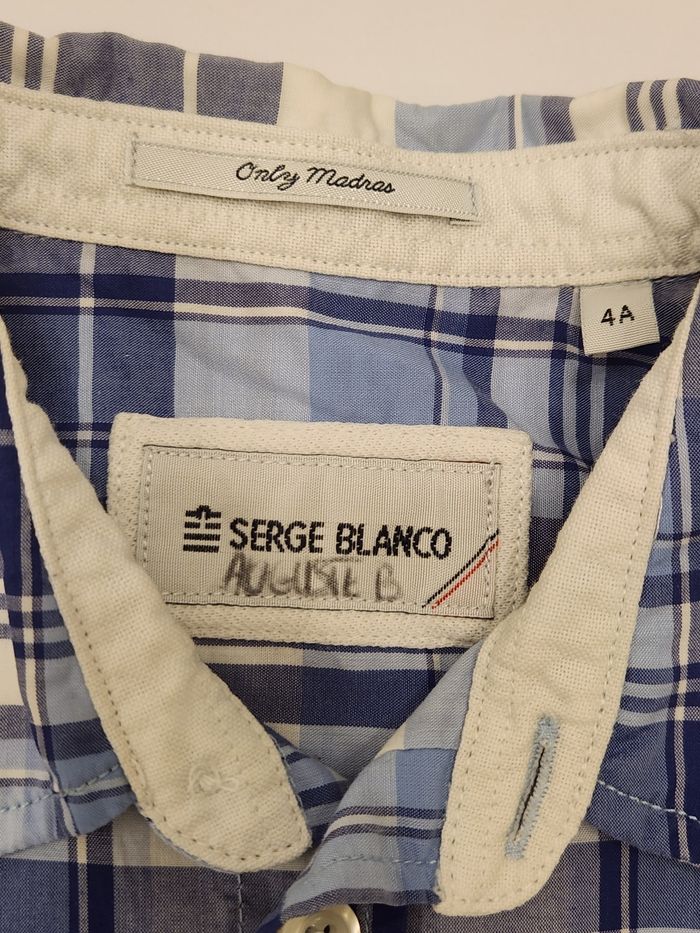 Only Madras
4A
SERGE BLANCO
AUGUSTE B